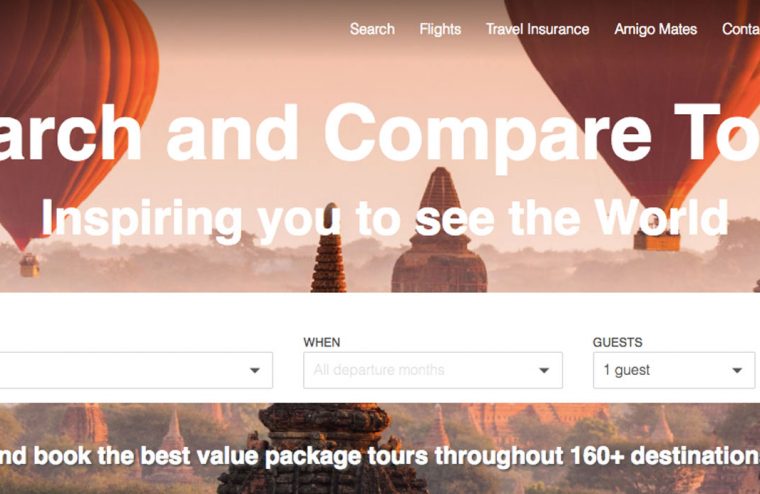 Search Flights Travel Insurance Amigo Mates Conta
arch and Compare To
Inspiring you to see the World
WHEN GUESTS
All departure months 1 guest
nd book the best value package tours throughout 160+ destination